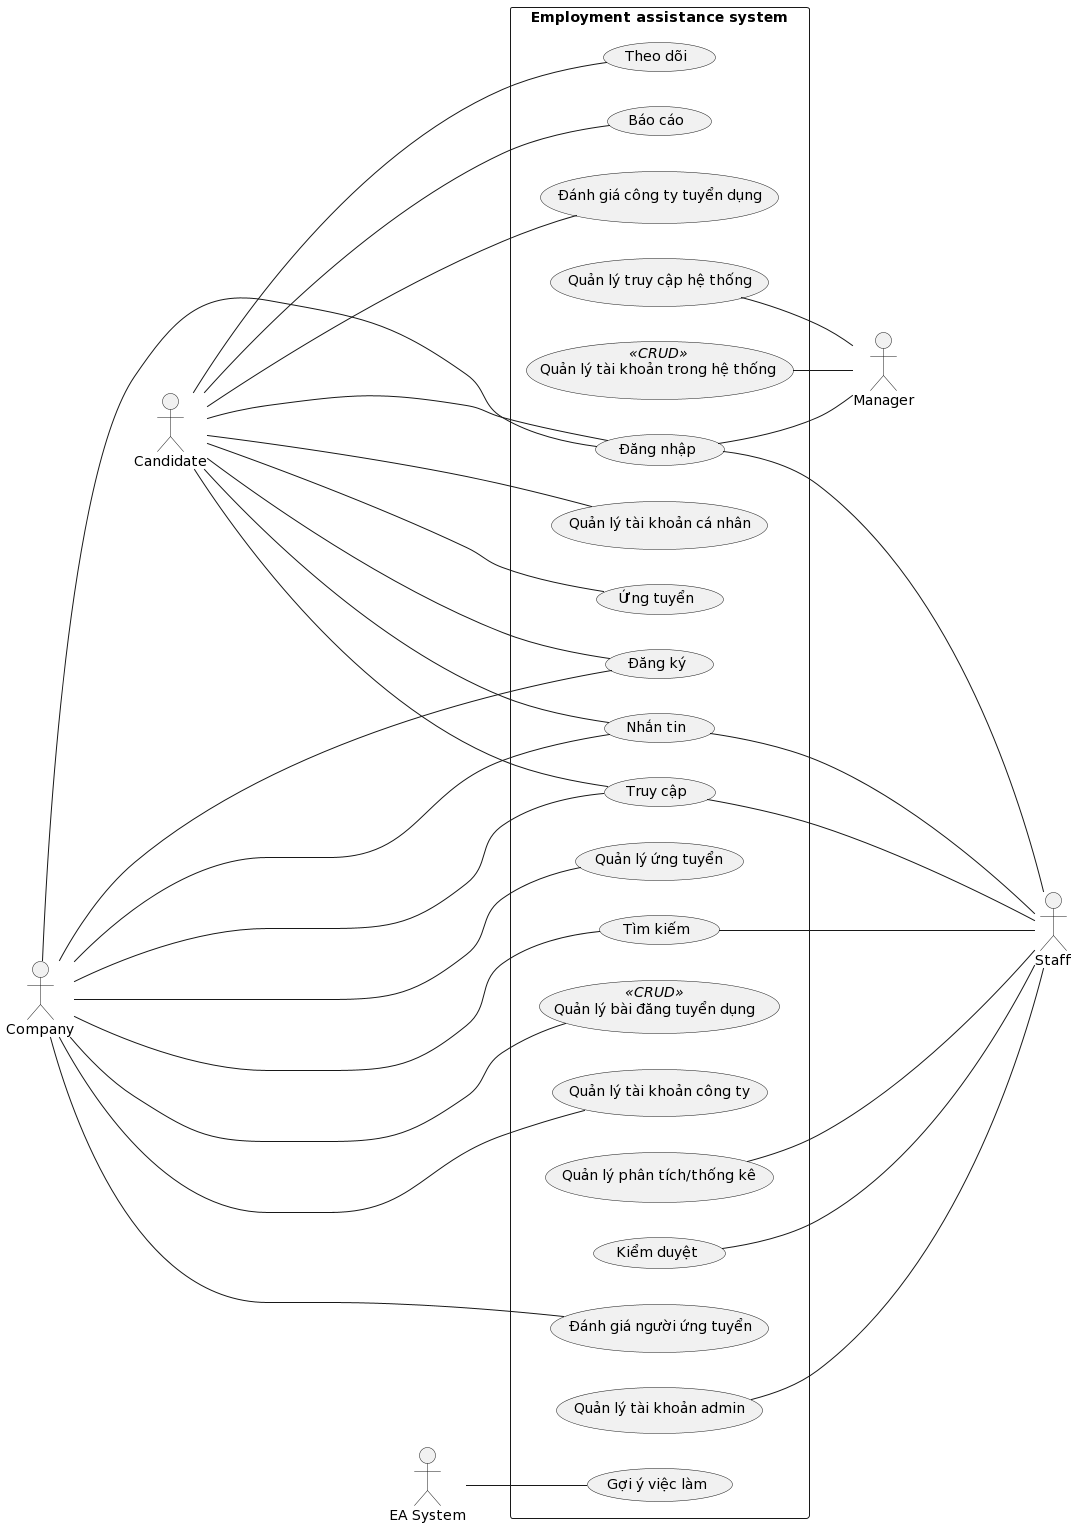 Employment assistance system
Theo dõi
Báo cáo
Đánh giá công ty tuyển dụng
Quản lý truy cập hệ thống
«CRUD»
Quản lý tài khoản trong hệ thống
Manager
Candidate
Đăng nhập
Quản lý tài khoản cá nhân
Ứng tuyển
Đăng ký
Nhắn tin
Truy cập
Quản lý ứng tuyển
Tìm kiếm
Staff
«CRUD»
Quản lý bài đăng tuyển dụng
Company
Quản lý tài khoản công ty
Quản lý phân tích/thống kê
Kiểm duyệt
Đánh giá người ứng tuyển
Quản lý tài khoản admin
Gợi ý việc làm
EA System